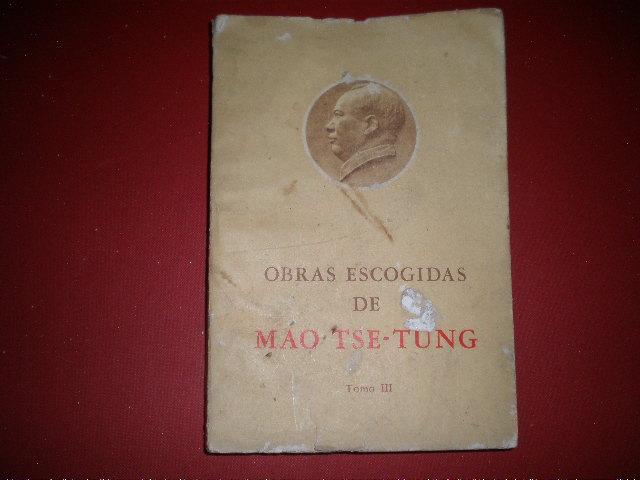 OBRAS ESCOGIDAS
DE
MAO TSE-TUNG
Tomo III